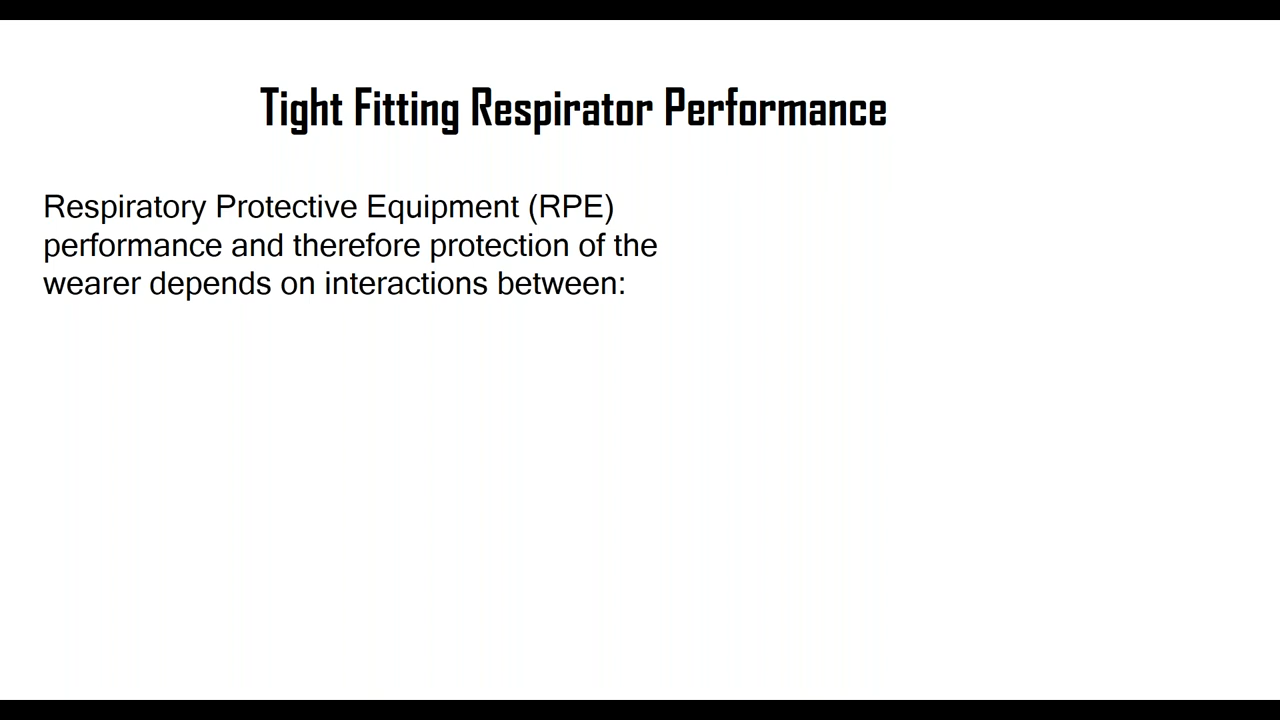 Tight Fitting Respirator Performance
Respiratory Protective Equipment (RPE)
performance and therefore protection of the
wearer depends on interactions between: